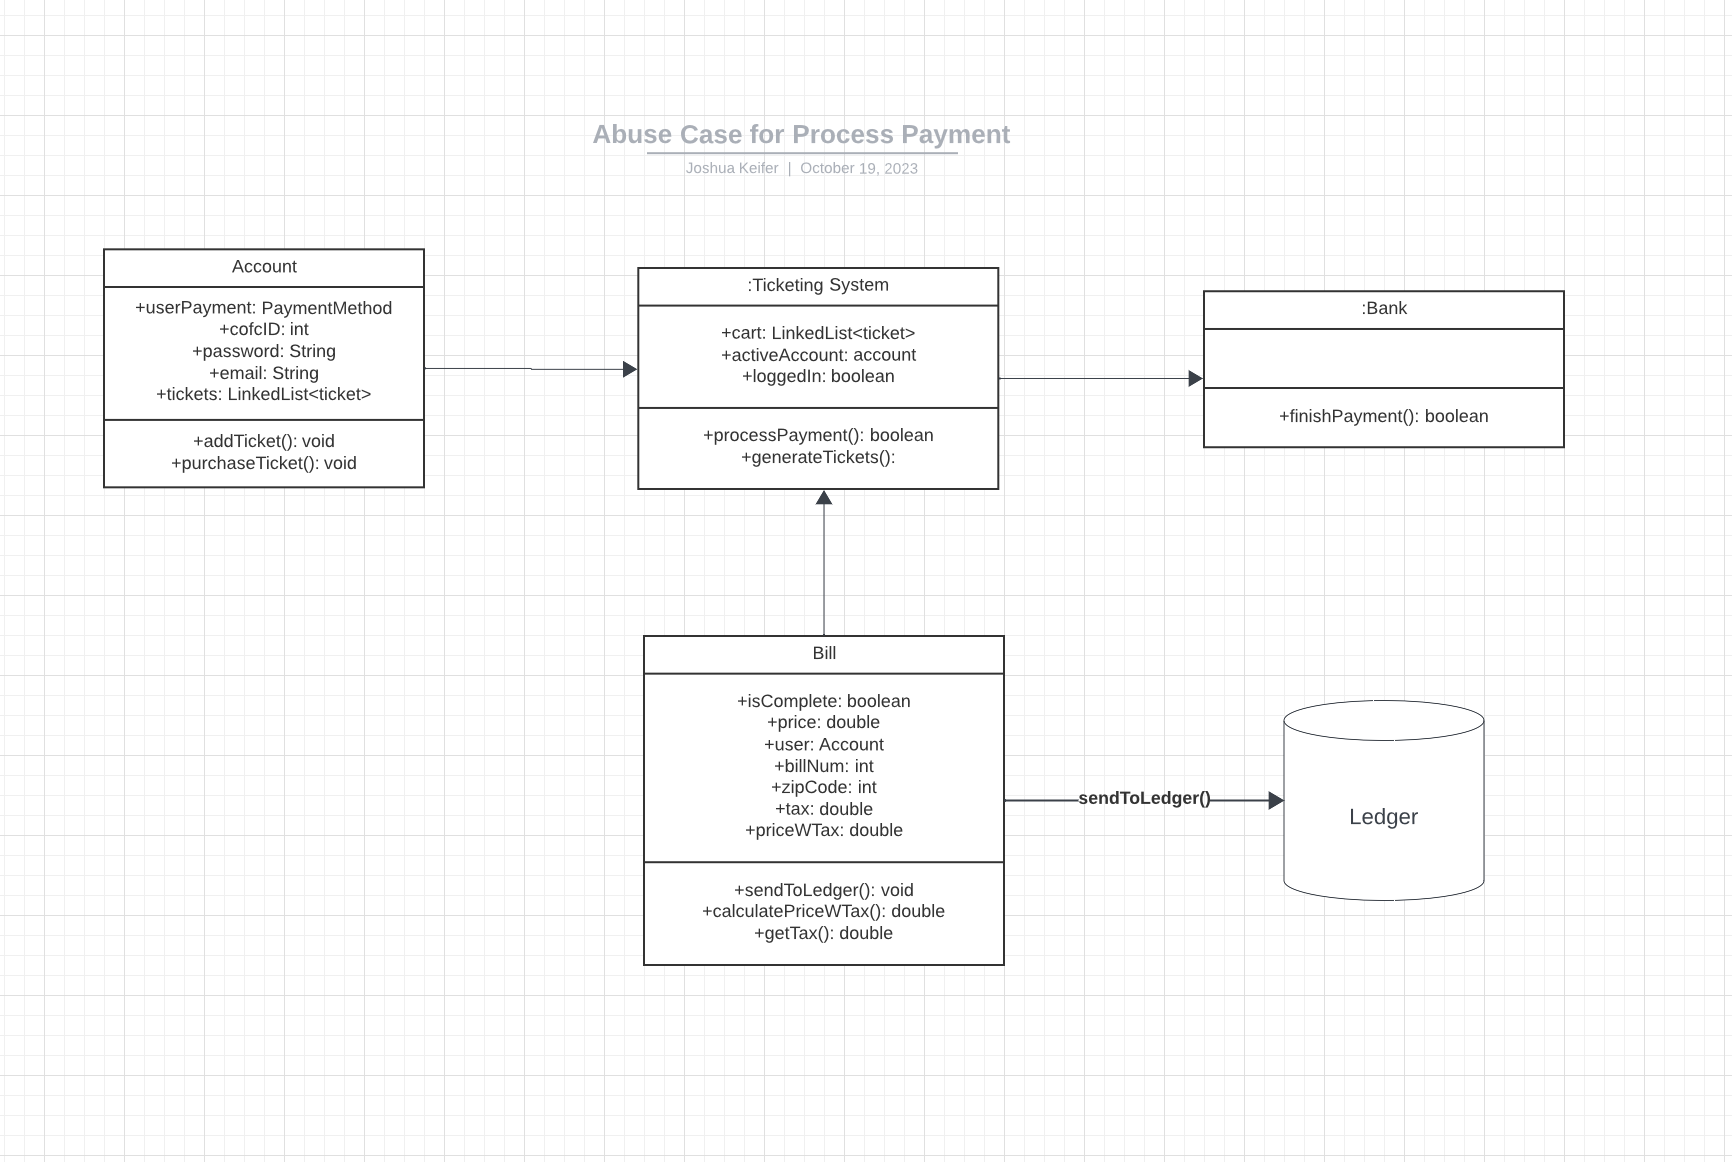 Abuse Case for Process Payment
Joshua Keifer | October 19, 2023
Account
+userPayment: PaymentMethod
+cofcID: int
+password: String
+email: String
+tickets: LinkedList<ticket>
+addTicket(): void
+purchaseTicket(): void
:Ticketing System
+cart: LinkedList<ticket>
+activeAccount: account
+loggedIn: boolean
+processPayment(): boolean
+generateTickets():
:Bank
+finishPayment(): boolean
Bill
+isComplete: boolean
+price: double
+user: Account
+billNum: int
+zipCode: int
+tax: double
+priceWTax: double
+sendToLedger(): void
+calculatePriceWTax(): double
+getTax(): double
sendToLedger()
Ledger